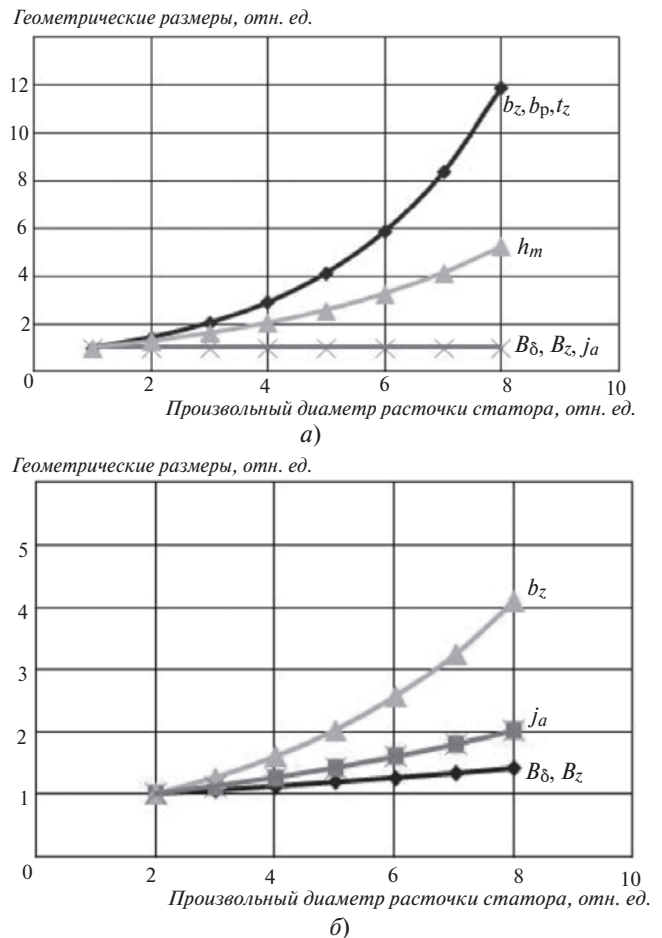 Геометрические размеры, отн. ед.
12
10
8
6
4
2
0
2
4
6
8
10
b_z, b_р, t_z
h_m
B_δ, B_z, j_a
Произвольный диаметр расточки статора, отн. ед.
а)
Геометрические размеры, отн. ед.
5
4
3
2
1
0
2
4
6
8
10
b_z
j_a
B_δ, B_z
Произвольный диаметр расточки статора, отн. ед.
б)